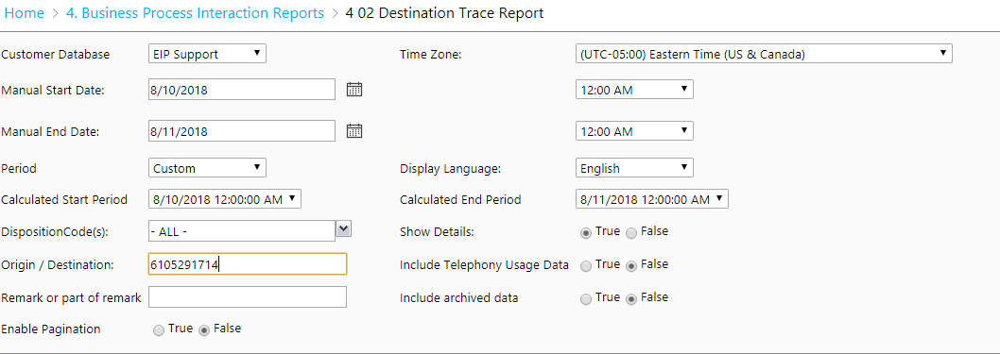 Home > 4. Business Process Interaction Reports > 4 02 Destination Trace Report
Customer Database EIP Support Time Zone: (UTC-05:00) Eastern Time (US & Canada)
Manual Start Date: 8/10/2018 12:00 AM
Manual End Date: 8/11/2018 12:00 AM
Period Custom Display Language: English
Calculated Start Period 8/10/2018 12:00:00 AM Calculated End Period 8/11/2018 12:00:00 AM
DispositionCode(s): - ALL - Show Details: True False
Origin / Destination: 6105291714 Include Telephony Usage Data True False
Remark or part of remark Include archived data True False
Enable Pagination True False